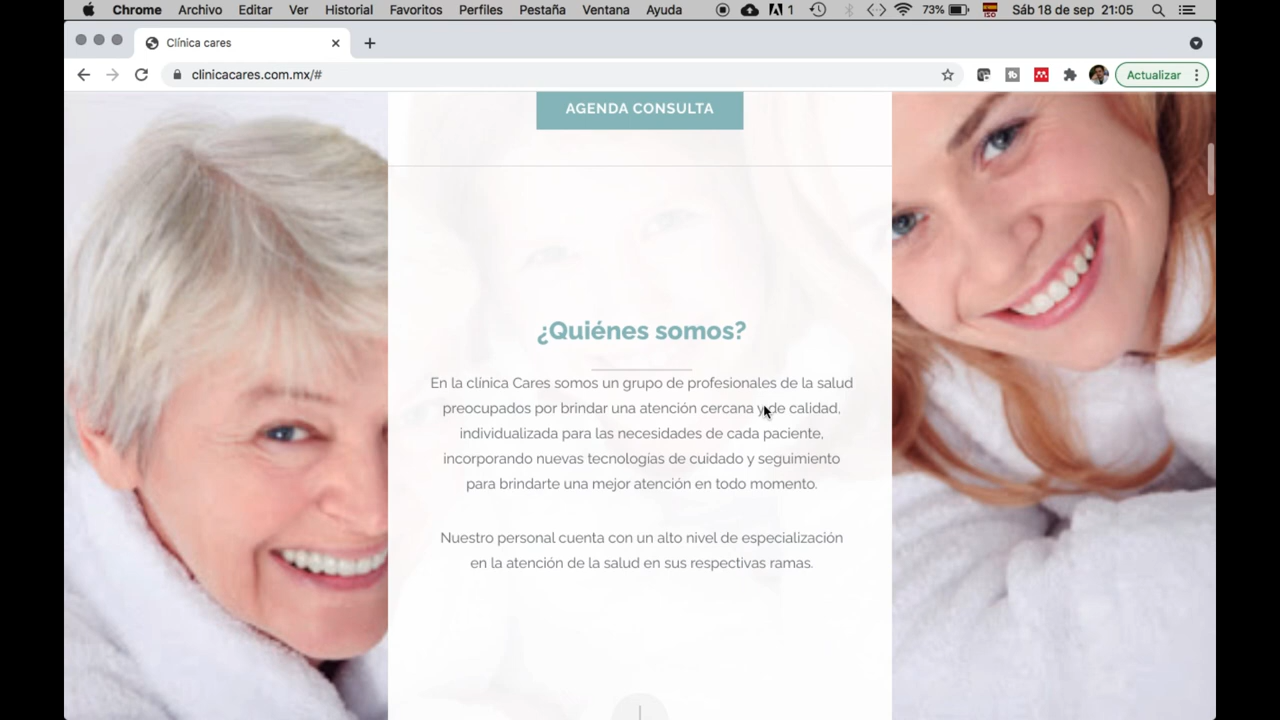 Chrome Archivo Editar Ver Historial Favoritos Perfiles Pestaña Ventana Ayuda 1 73% ISO Sáb 18 de sep 21:05
Clínica cares
clinicacares.com.mx/# Actualizar
AGENDA CONSULTA
¿Quiénes somos?
En la clínica Cares somos un grupo de profesionales de la salud
preocupados por brindar una atención cercana y de calidad,
individualizada para las necesidades de cada paciente,
incorporando nuevas tecnologías de cuidado y seguimiento
para brindarte una mejor atención en todo momento.
Nuestro personal cuenta con un alto nivel de especialización
en la atención de la salud en sus respectivas ramas.